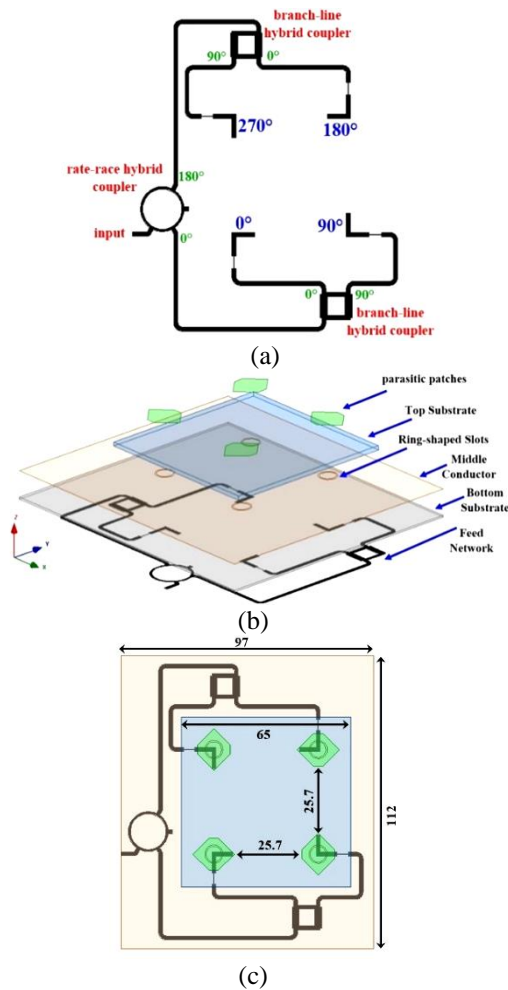 branch-line
hybrid coupler
90° 0°
270° 180°
rate-race hybrid
coupler
180°
input
0°
0° 90°
0° 90°
branch-line
hybrid coupler
(a)
parasitic patches
Top Substrate
Ring-shaped Slots
Middle
Conductor
Bottom
Substrate
Feed
Network
Z
Y
X
(b)
97
65
25.7
112
25.7
(c)